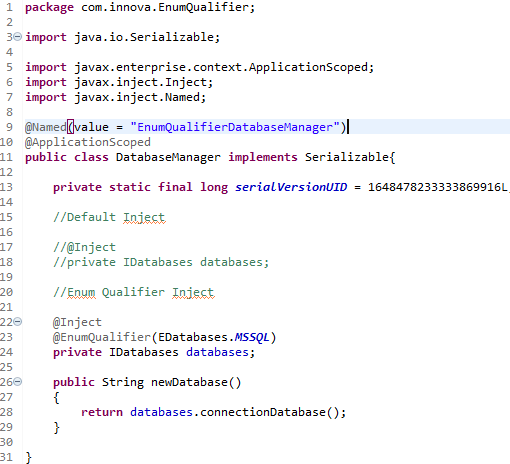 1 package com.innova.EnumQualifier;
2
3 import java.io.Serializable;
4
5 import javax.enterprise.context.ApplicationScoped;
6 import javax.inject.Inject;
7 import javax.inject.Named;
8
9 @Named(value = "EnumQualifierDatabaseManager")
10 @ApplicationScoped
11 public class DatabaseManager implements Serializable{
12
13 private static final long serialVersionUID = 1648478233333869916L
14
15 //Default Inject
16
17 //@Inject
18 //private IDatabases databases;
19
20 //Enum Qualifier Inject
21
22 @Inject
23 @EnumQualifier(EDatabases.MSSQL)
24 private IDatabases databases;
25
26 public String newDatabase()
27 {
28 return databases.connectionDatabase();
29 }
30
31 }